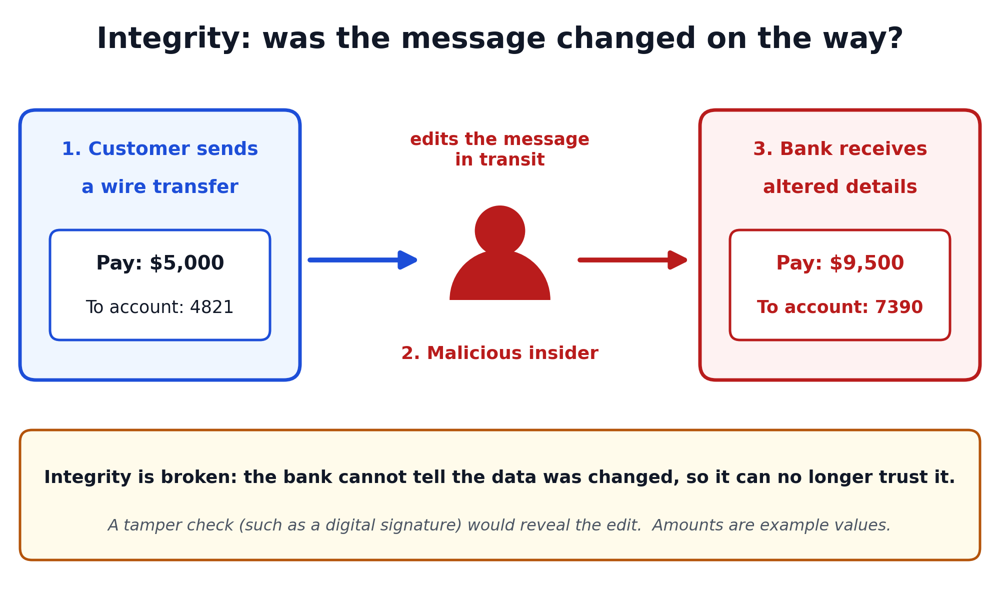 Integrity: was the message changed on the way?
1. Customer sends
a wire transfer
Pay: $5,000
To account: 4821
edits the message
in transit
2. Malicious insider
3. Bank receives
altered details
Pay: $9,500
To account: 7390
Integrity is broken: the bank cannot tell the data was changed, so it can no longer trust it.
A tamper check (such as a digital signature) would reveal the edit.  Amounts are example values.